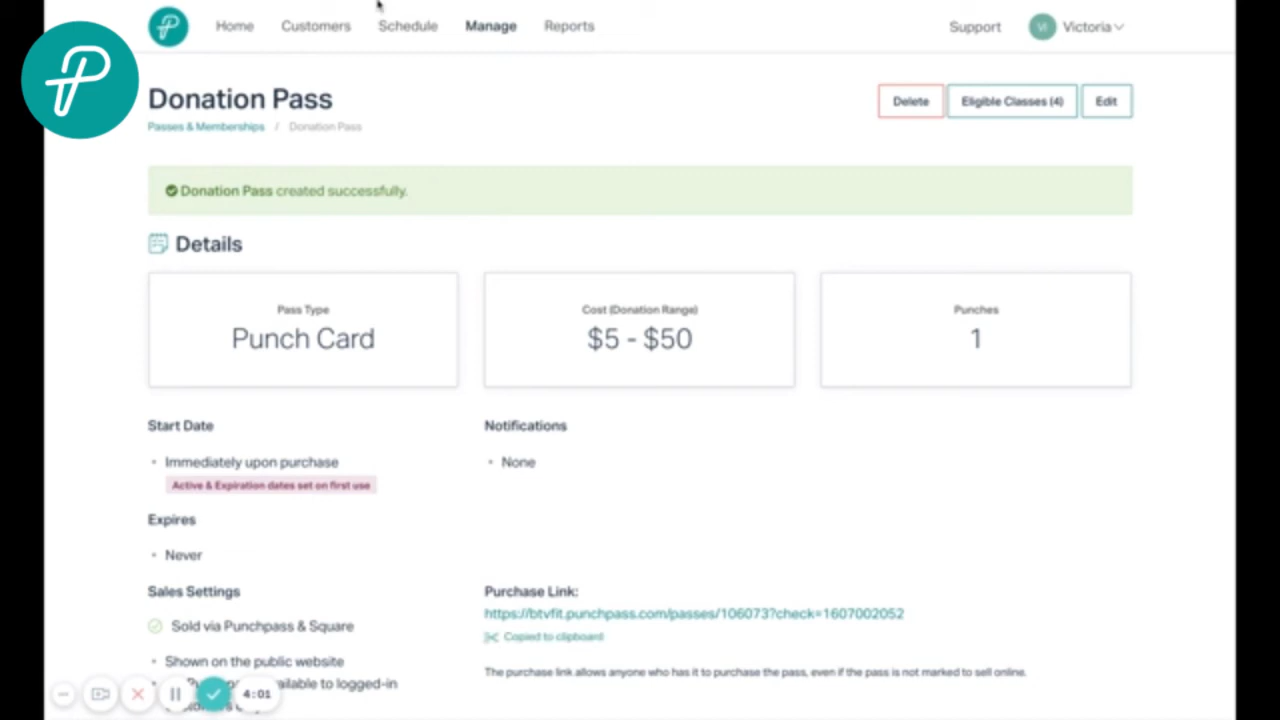 Home Customers Schedule Manage Reports Support VI Victoria
Donation Pass
Delete Eligible Classes (4) Edit
Passes & Memberships / Donation Pass
Donation Pass created successfully.
Details
Pass Type
Punch Card
Cost (Donation Range)
$5 - $50
Punches
1
Start Date
Immediately upon purchase
Active & Expiration dates set on first use
Notifications
None
Expires
Never
Sales Settings
Sold via Punchpass & Square
Shown on the public website
available to logged-in
Purchase Link:
https://btvfit.punchpass.com/passes/106073?check=1607002052
Copied to clipboard
The purchase link allows anyone who has it to purchase the pass, even if the pass is not marked to sell online.
4:01